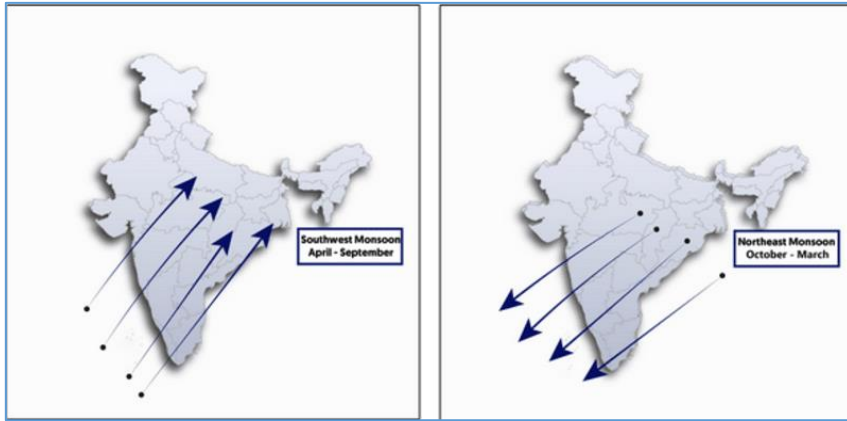 Southwest Monsoon
April - September
Northeast Monsoon
October - March